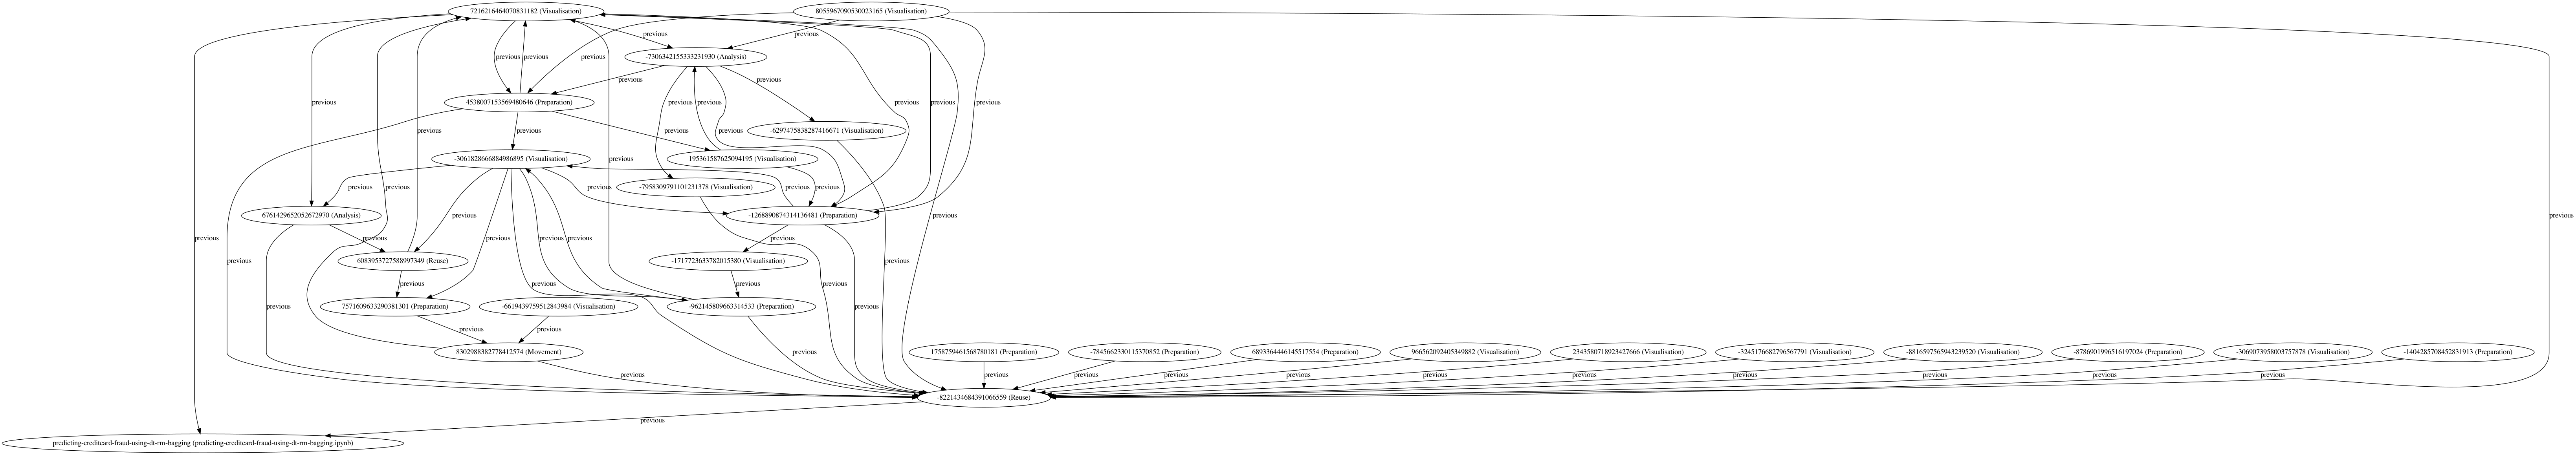 7216216464070831182 (Visualisation)
8055967090530023165 (Visualisation)
previous
previous
previous
previous
previous
-7306342155333231930 (Analysis)
previous
previous
previous
previous
previous
previous
previous
previous
4538007153569480646 (Preparation)
previous
previous
-6297475838287416671 (Visualisation)
previous
previous
-3061828666884986895 (Visualisation)
195361587625094195 (Visualisation)
previous
previous
previous
previous
previous
previous
-7958309791101231378 (Visualisation)
6761429652052672970 (Analysis)
-1268890874314136481 (Preparation)
previous
previous
previous
previous
previous
previous
previous
previous
previous
6083953727588997349 (Reuse)
-1717723633782015380 (Visualisation)
previous
previous
previous
previous
previous
7571609633290381301 (Preparation)
-6619439759512843984 (Visualisation)
-962145809663314533 (Preparation)
previous
previous
previous
previous
8302988382778412574 (Movement)
previous
1758759461568780181 (Preparation)
-7845662330115370852 (Preparation)
6893364446145517554 (Preparation)
966562092405349882 (Visualisation)
2343580718923427666 (Visualisation)
-3245176682796567791 (Visualisation)
-8816597565943239520 (Visualisation)
-8786901996516197024 (Preparation)
-3069073958003757878 (Visualisation)
-1404285708452831913 (Preparation)
previous
previous
previous
previous
previous
previous
previous
previous
previous
previous
previous
-8221434684391066559 (Reuse)
previous
predicting-creditcard-fraud-using-dt-rm-bagging (predicting-creditcard-fraud-using-dt-rm-bagging.ipynb)